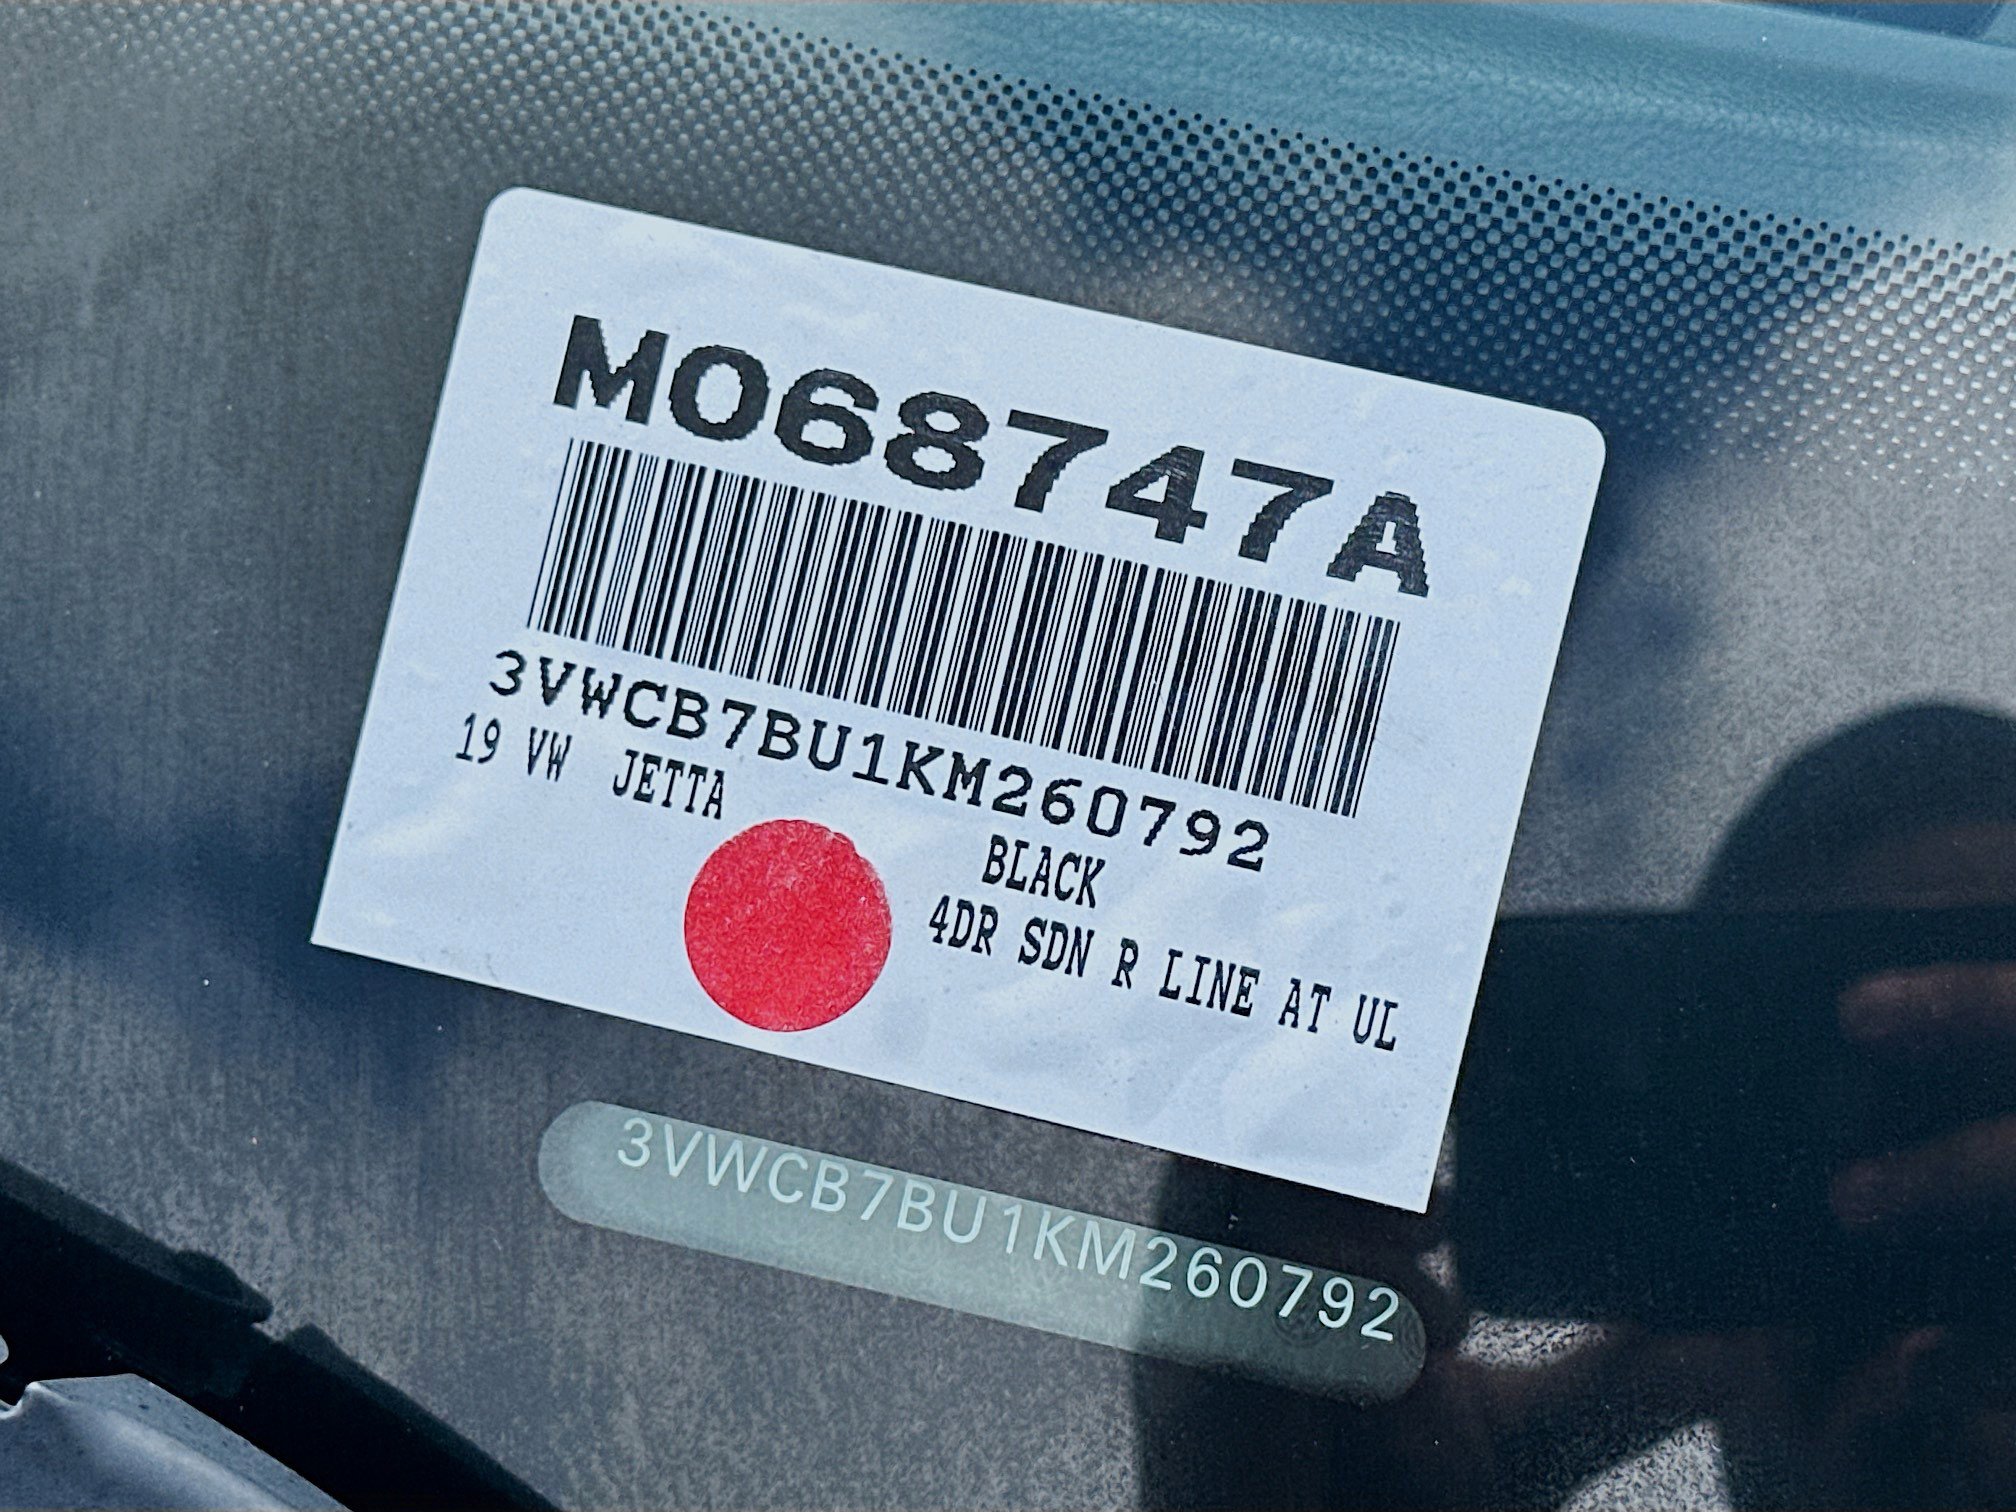 M068747A
3VWCB7BU1KM260792
19 VW JETTA
BLACK
4DR SDN R LINE AT UL
3VWCB7BU1KM260792